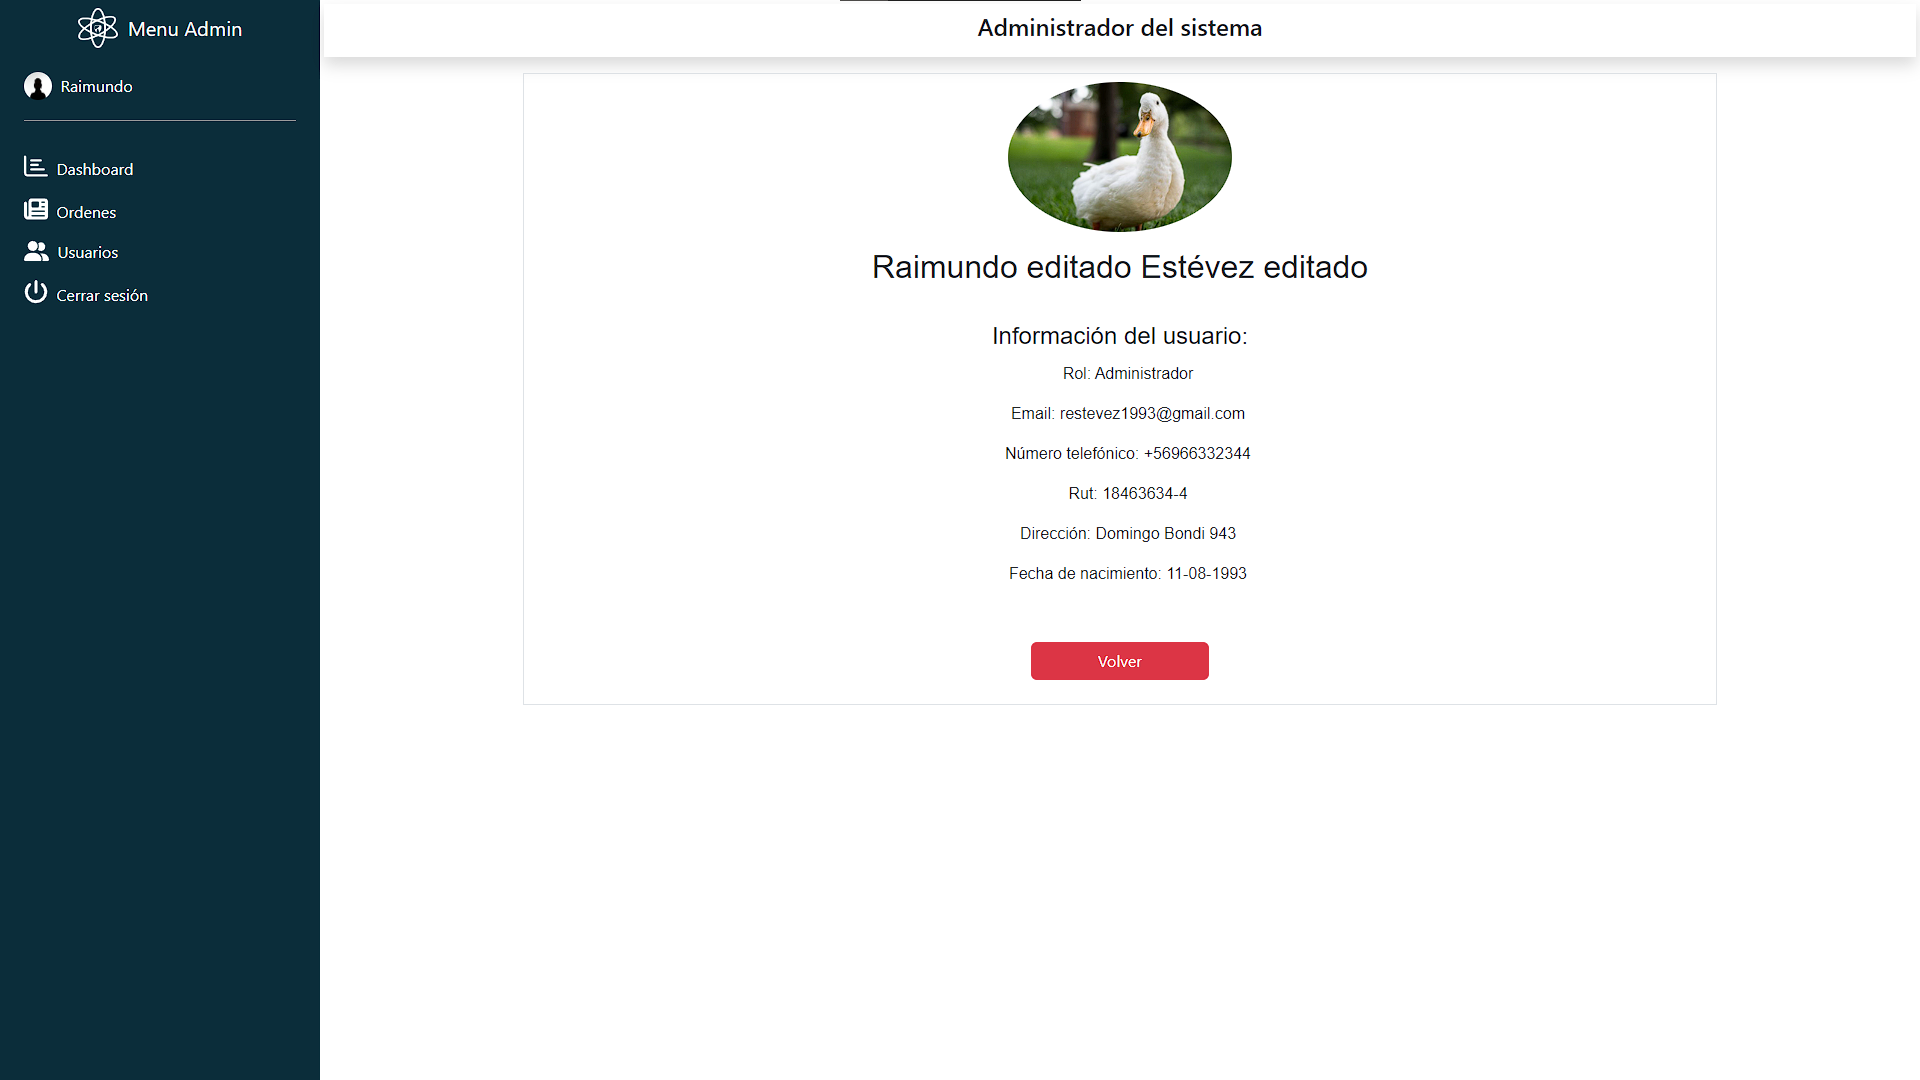 Menu Admin
Raimundo
Dashboard
Ordenes
Usuarios
Cerrar sesión
Administrador del sistema
Raimundo editado Estévez editado
Información del usuario:
Rol: Administrador
Email: restevez1993@gmail.com
Número telefónico: +56966332344
Rut: 18463634-4
Dirección: Domingo Bondi 943
Fecha de nacimiento: 11-08-1993
Volver